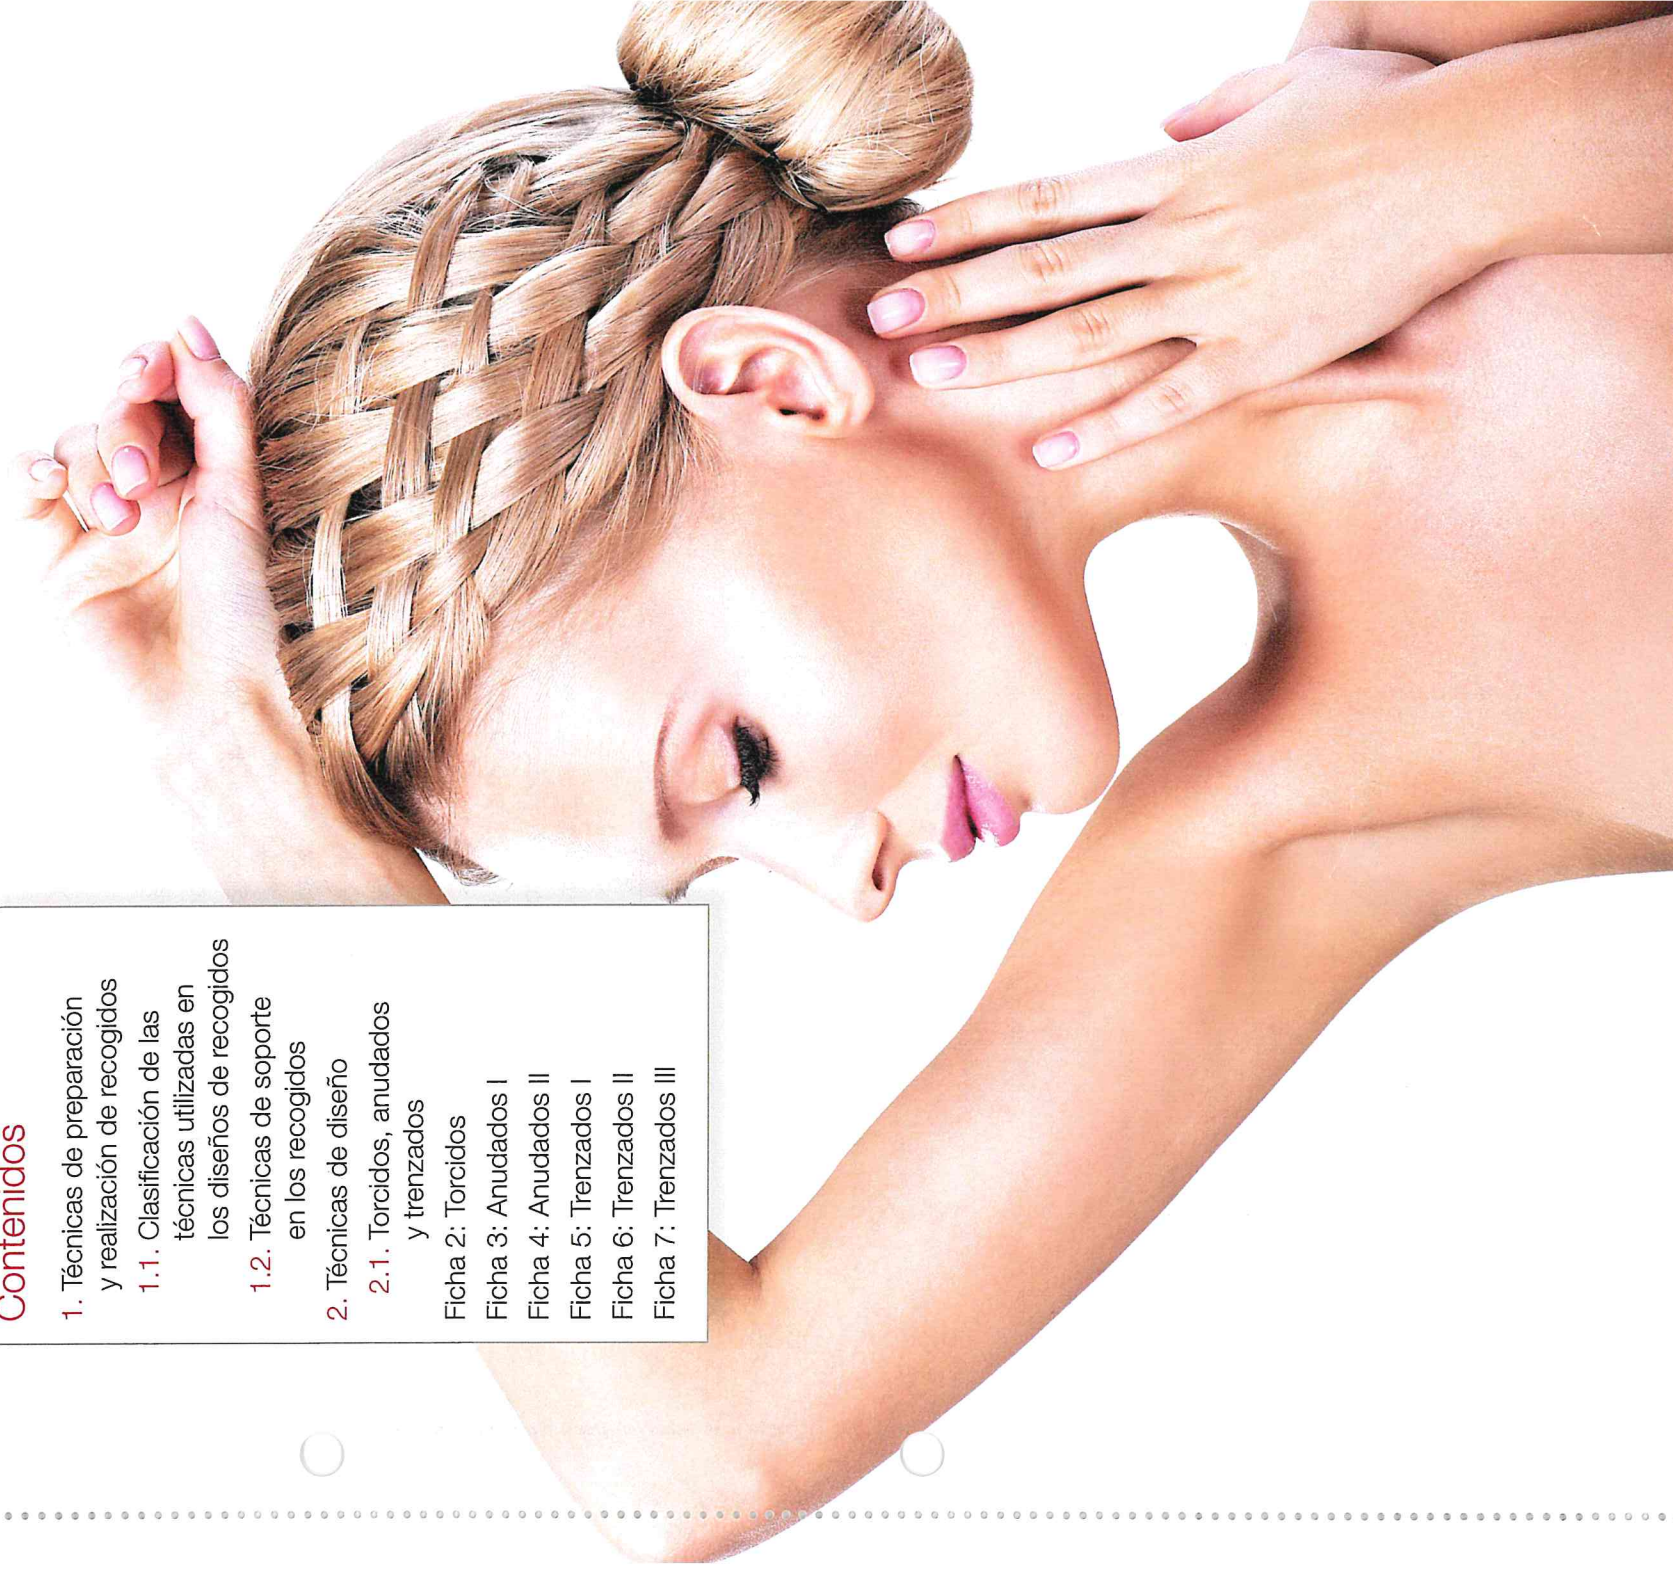 Contenidos
1. Técnicas de preparación
y realización de recogidos
1.1. Clasificación de las
técnicas utilizadas en
los diseños de recogidos
1.2. Técnicas de soporte
en los recogidos
2. Técnicas de diseño
2.1. Torcidos, anudados
y trenzados
Ficha 2: Torcidos
Ficha 3: Anudados I
Ficha 4: Anudados II
Ficha 5: Trenzados I
Ficha 6: Trenzados II
Ficha 7: Trenzados III